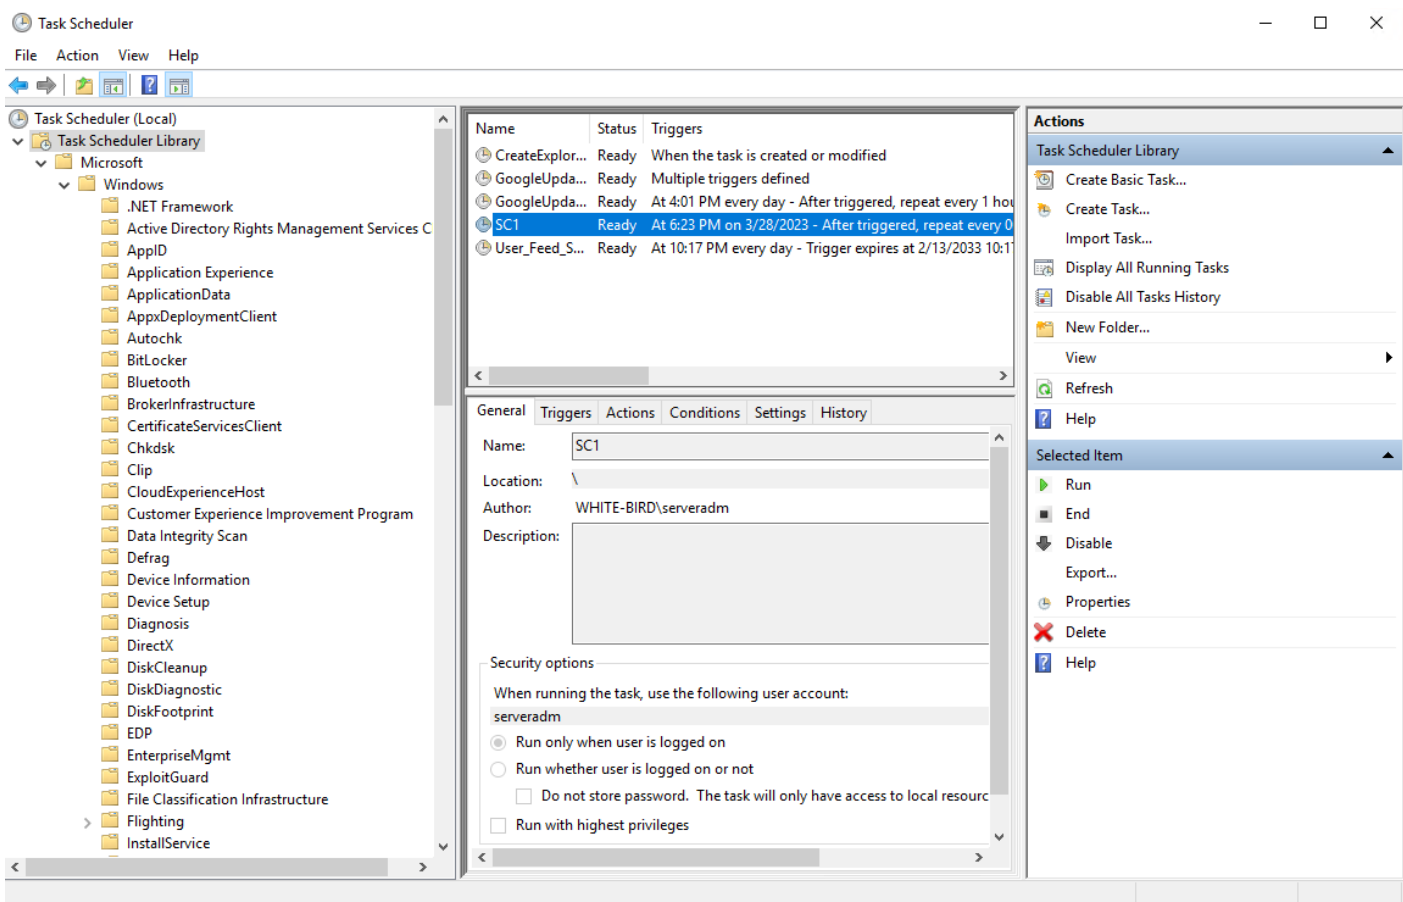 Task Scheduler
File Action View Help
Task Scheduler (Local)
Task Scheduler Library
Microsoft
Windows
.NET Framework
Active Directory Rights Management Services C
AppID
Application Experience
ApplicationData
AppxDeploymentClient
Autochk
BitLocker
Bluetooth
BrokerInfrastructure
CertificateServicesClient
Chkdsk
Clip
CloudExperienceHost
Customer Experience Improvement Program
Data Integrity Scan
Defrag
Device Information
Device Setup
Diagnosis
DirectX
DiskCleanup
DiskDiagnostic
DiskFootprint
EDP
EnterpriseMgmt
ExploitGuard
File Classification Infrastructure
Flighting
InstallService
Name Status Triggers
CreateExplor... Ready When the task is created or modified
GoogleUpda... Ready Multiple triggers defined
GoogleUpda... Ready At 4:01 PM every day - After triggered, repeat every 1 hou
SC1 Ready At 6:23 PM on 3/28/2023 - After triggered, repeat every 0
User_Feed_S... Ready At 10:17 PM every day - Trigger expires at 2/13/2033 10:17
General Triggers Actions Conditions Settings History
Name: SC1
Location: \
Author: WHITE-BIRD\serveradm
Description:
Security options
When running the task, use the following user account:
serveradm
Run only when user is logged on
Run whether user is logged on or not
Do not store password. The task will only have access to local resourc
Run with highest privileges
Actions
Task Scheduler Library
Create Basic Task...
Create Task...
Import Task...
Display All Running Tasks
Disable All Tasks History
New Folder...
View
Refresh
Help
Selected Item
Run
End
Disable
Export...
Properties
Delete
Help